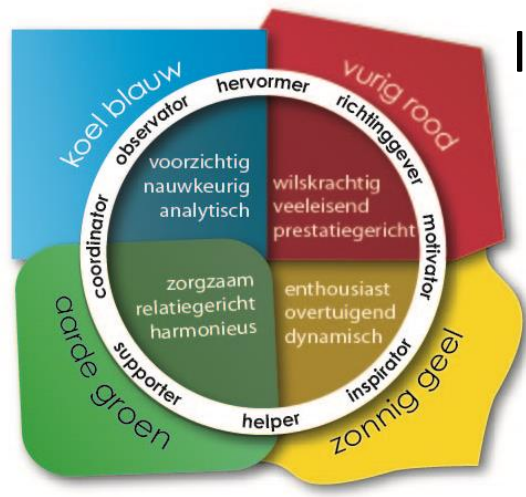 koel blauw
vurig rood
hervormer
observator
richtinggever
coordinator
motivator
voorzichtig
nauwkeurig
analytisch
wilskrachtig
veeleisend
prestatiegericht
zorgzaam
relatiegericht
harmonieus
enthousiast
overtuigend
dynamisch
supporter
inspirator
helper
aarde groen
zonnig geel